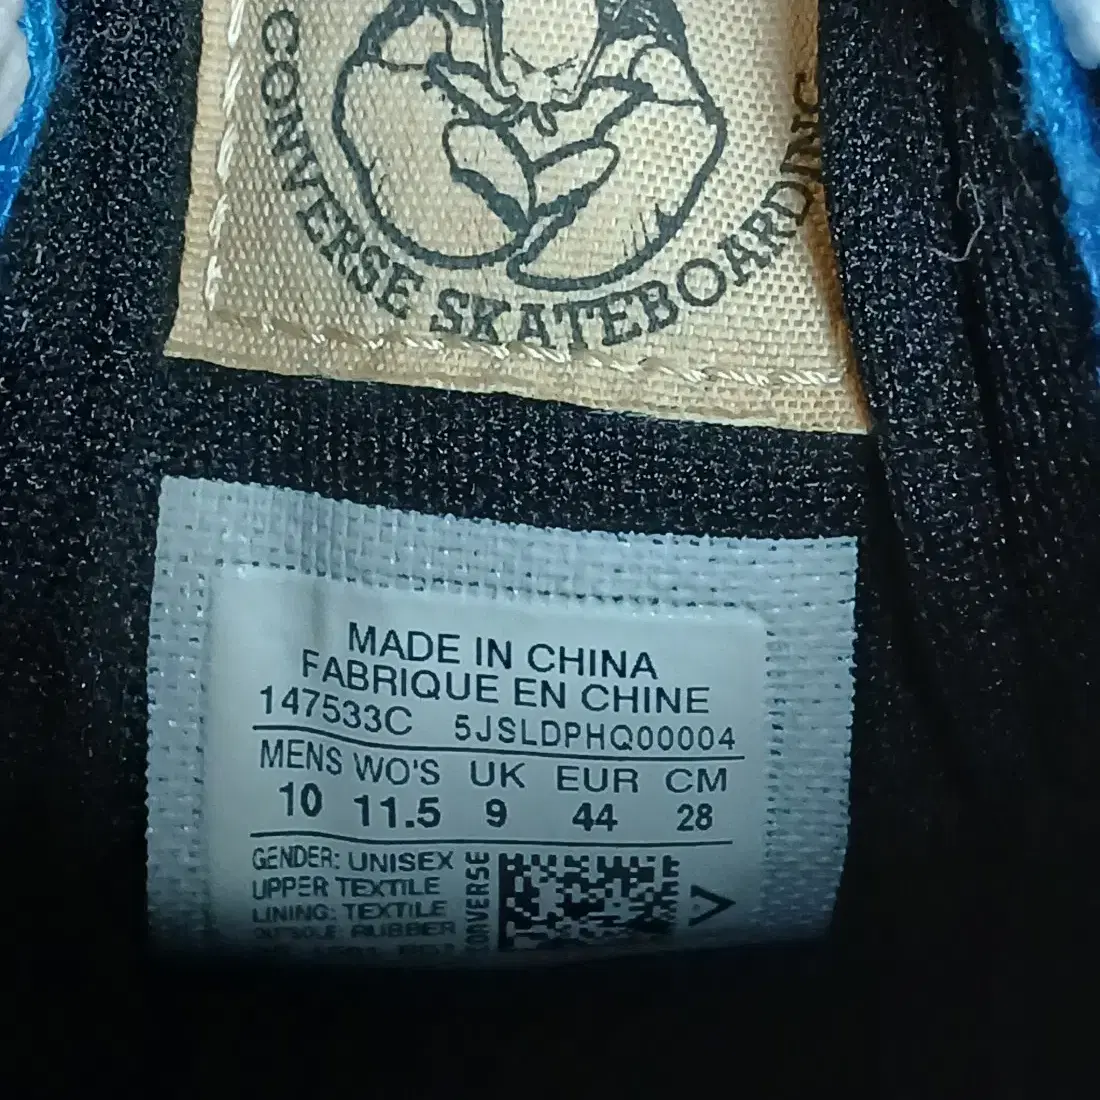 CONVERSE SKATEBOARDING
MADE IN CHINA
FABRIQUE EN CHINE
147533C 5JSLDPHQ00004
MENS WO'S UK EUR CM
10 11.5 9 44 28
GENDER: UNISEX
UPPER TEXTILE
LINING: TEXTILE
OUTSOLE: RUBBER
CONVERSE